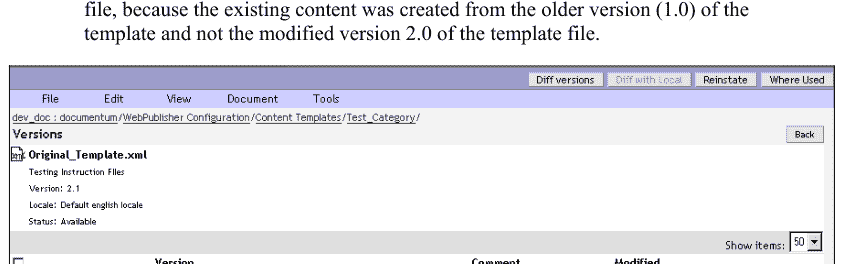 file, because the existing content was created from the older version (1.0) of the
template and not the modified version 2.0 of the template file.
Diff versions Diff with Local Reinstate Where Used
File Edit View Document Tools
dev_doc : documentum/WebPublisher Configuration/Content Templates/Test_Category/
Versions Back
Original_Template.xml
Testing Instruction Files
Version: 2.1
Locale: Default english locale
Status: Available
Show items: 50
Version Comment Modified